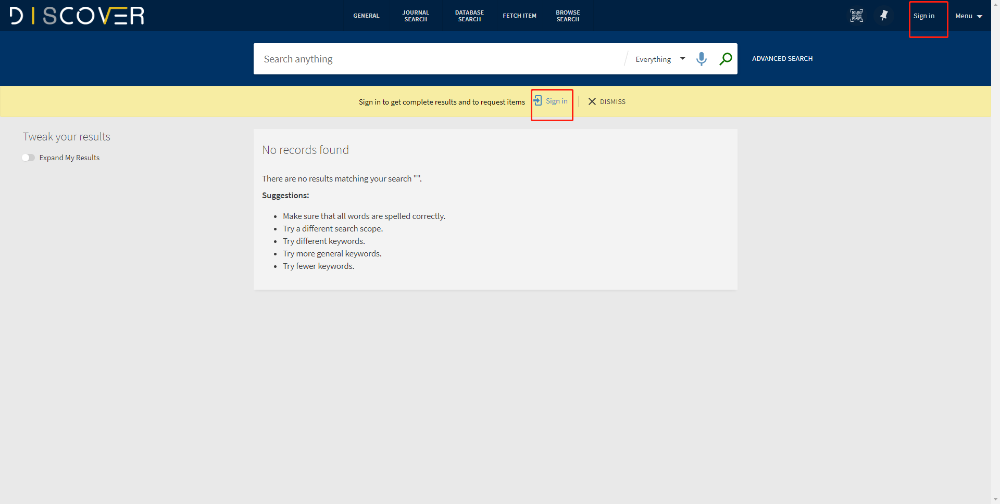 DISCOVER
GENERAL
JOURNAL
SEARCH
DATABASE
SEARCH
FETCH ITEM
BROWSE
SEARCH
Sign in
Menu
Search anything
Everything
ADVANCED SEARCH
Sign in to get complete results and to request items
Sign in
DISMISS
Tweak your results
Expand My Results
No records found
There are no results matching your search "".
Suggestions:
• Make sure that all words are spelled correctly.
• Try a different search scope.
• Try different keywords.
• Try more general keywords.
• Try fewer keywords.